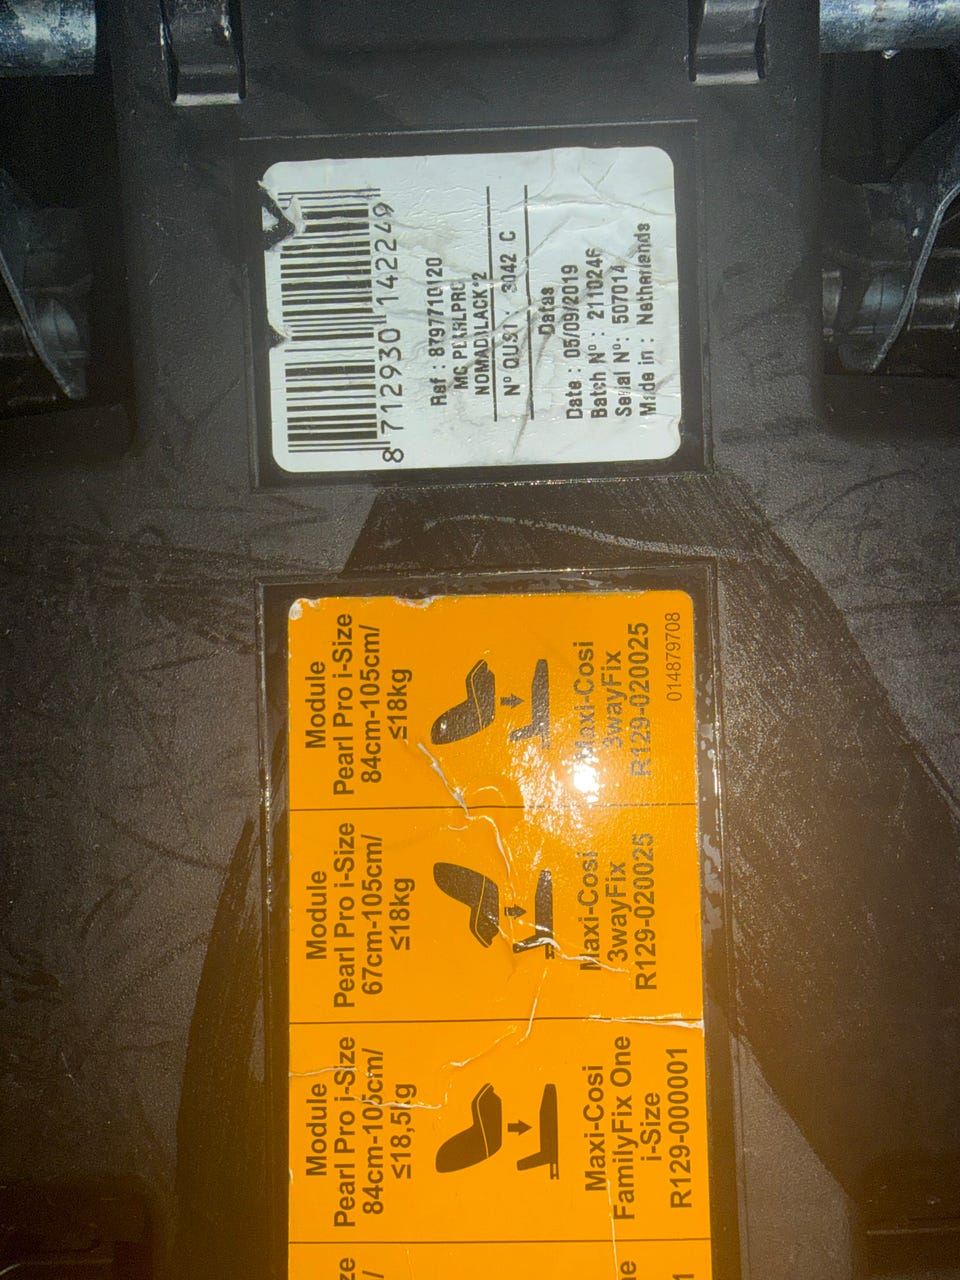 8 712930 142249
Ref : 8797710120
MC PEARLPRO
NOMADBLACK*2
N° OUST : 3042 C
Datas
Date : 05/09/2019
Batch N° : 2110246
Serial N° : 507014
Made in : Netherlands
Module
Pearl Pro i-Size
84cm-105cm/
≤18,5kg
Maxi-Cosi
FamilyFix One
i-Size
R129-000001
Module
Pearl Pro i-Size
67cm-105cm/
≤18kg
Maxi-Cosi
3wayFix
R129-020025
Module
Pearl Pro i-Size
84cm-105cm/
≤18kg
Maxi-Cosi
3wayFix
R129-020025
014879708